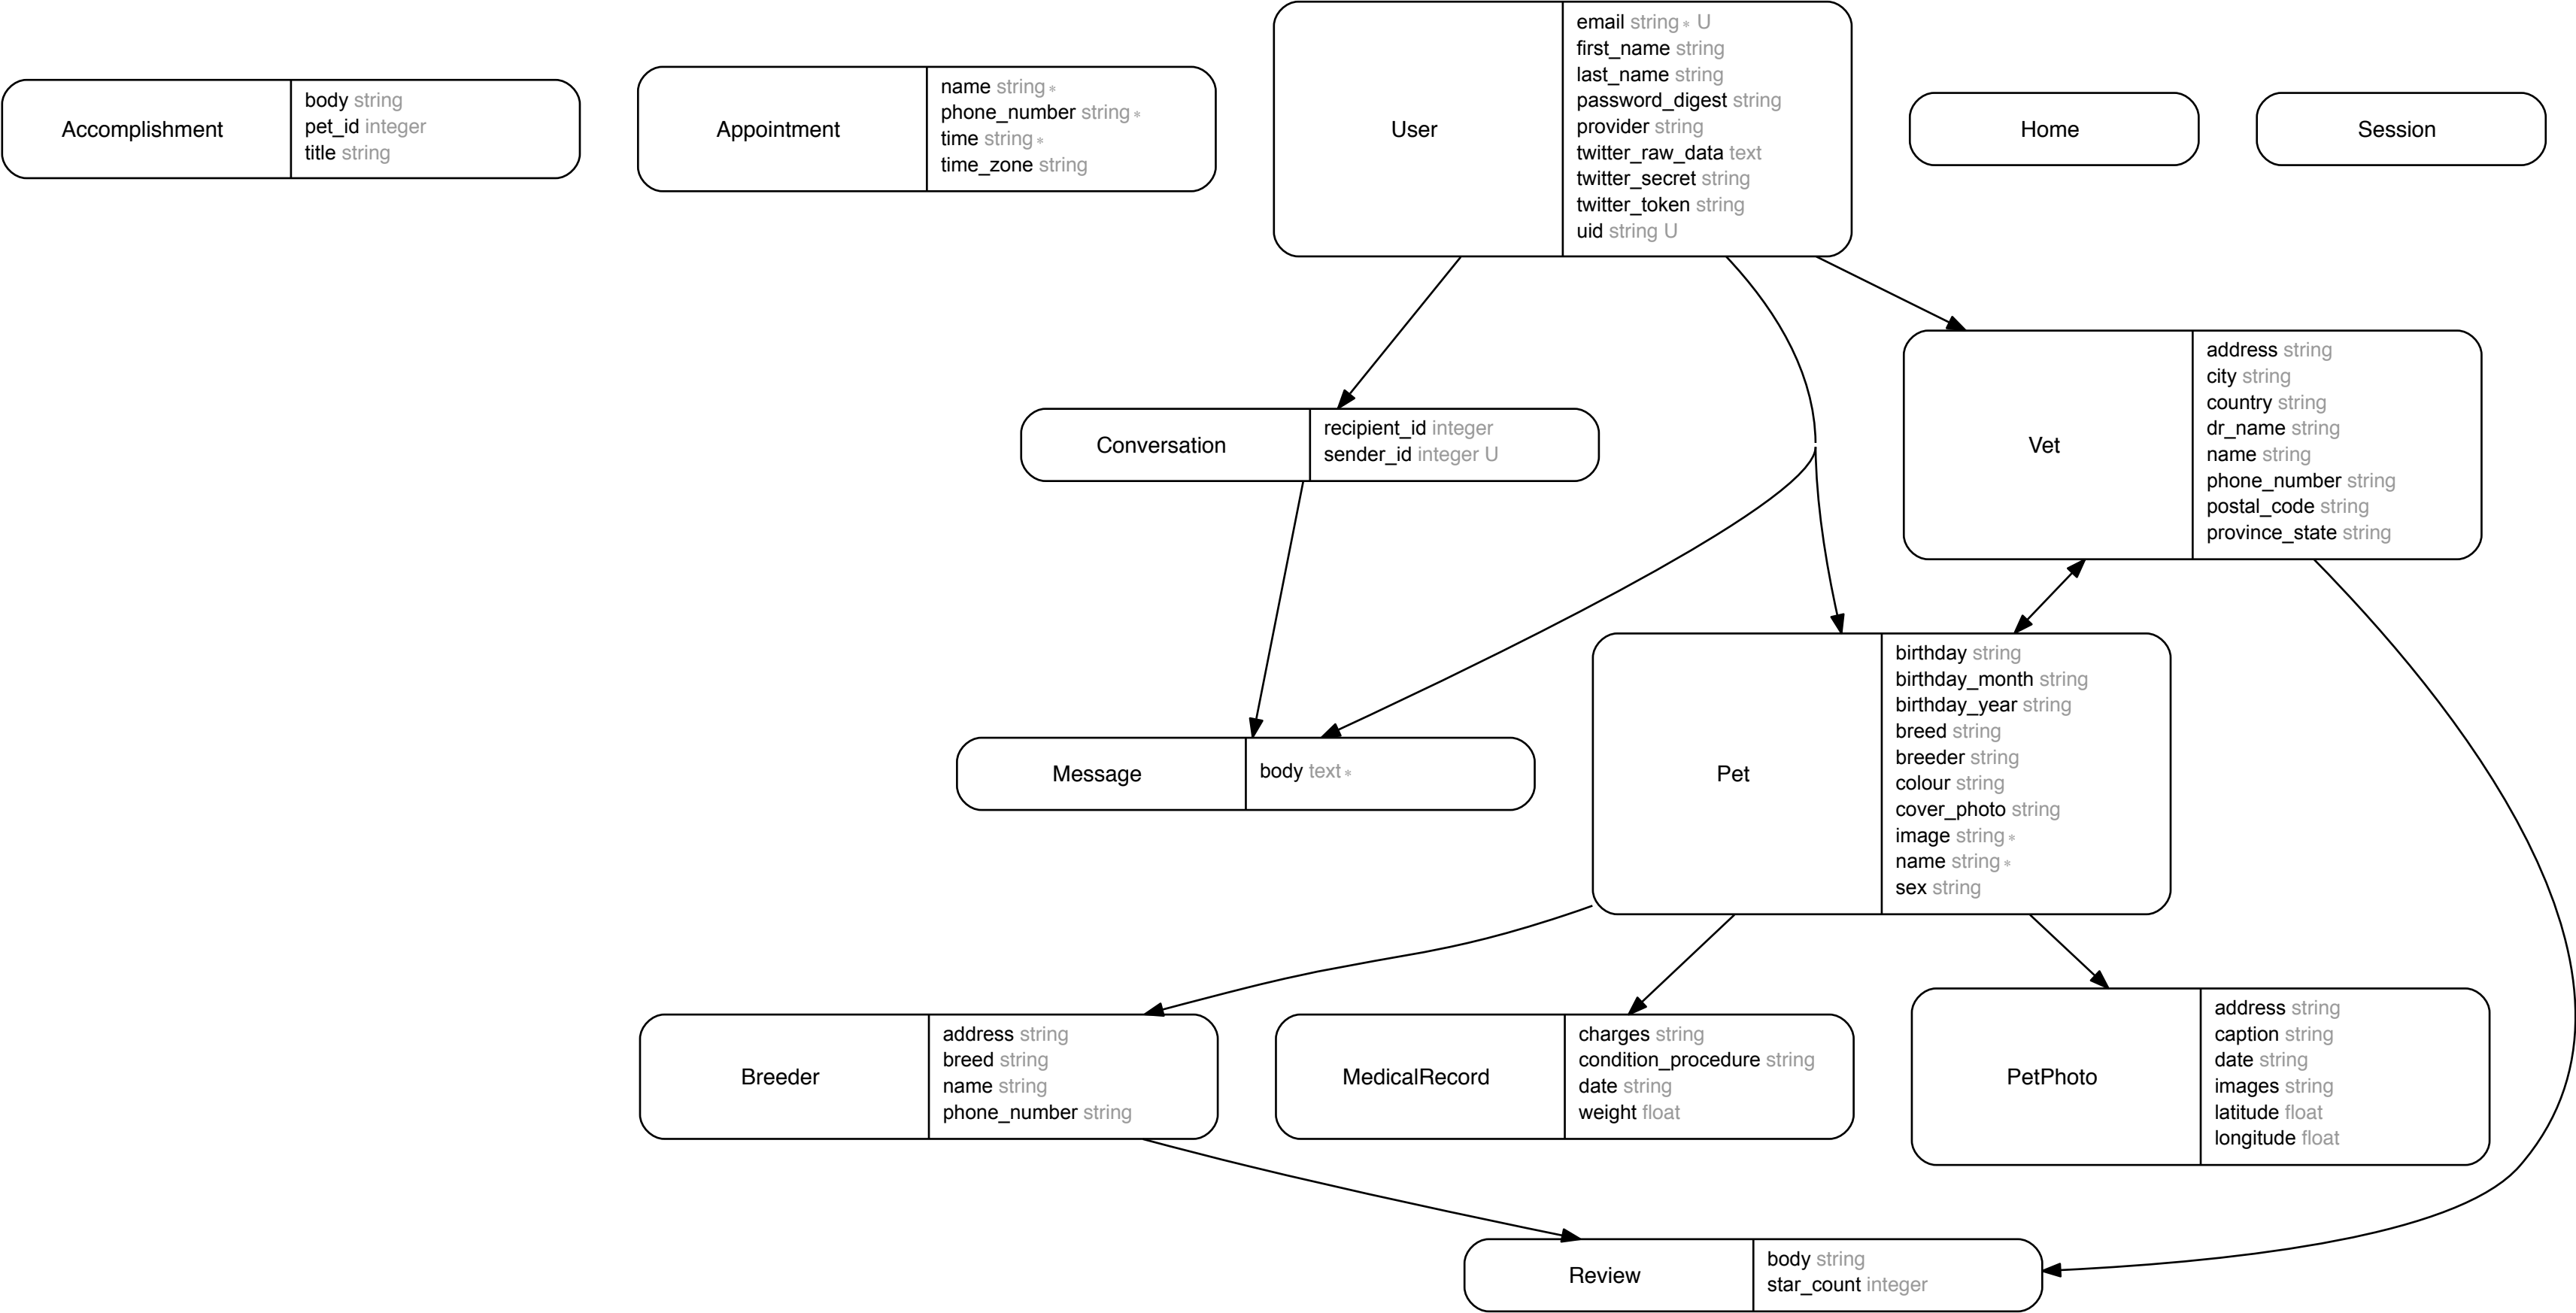 Accomplishment
body string
pet_id integer
title string
Appointment
name string *
phone_number string *
time string *
time_zone string
User
email string * U
first_name string
last_name string
password_digest string
provider string
twitter_raw_data text
twitter_secret string
twitter_token string
uid string U
Home
Session
Conversation
recipient_id integer
sender_id integer U
Vet
address string
city string
country string
dr_name string
name string
phone_number string
postal_code string
province_state string
Message
body text *
Pet
birthday string
birthday_month string
birthday_year string
breed string
breeder string
colour string
cover_photo string
image string *
name string *
sex string
Breeder
address string
breed string
name string
phone_number string
MedicalRecord
charges string
condition_procedure string
date string
weight float
PetPhoto
address string
caption string
date string
images string
latitude float
longitude float
Review
body string
star_count integer